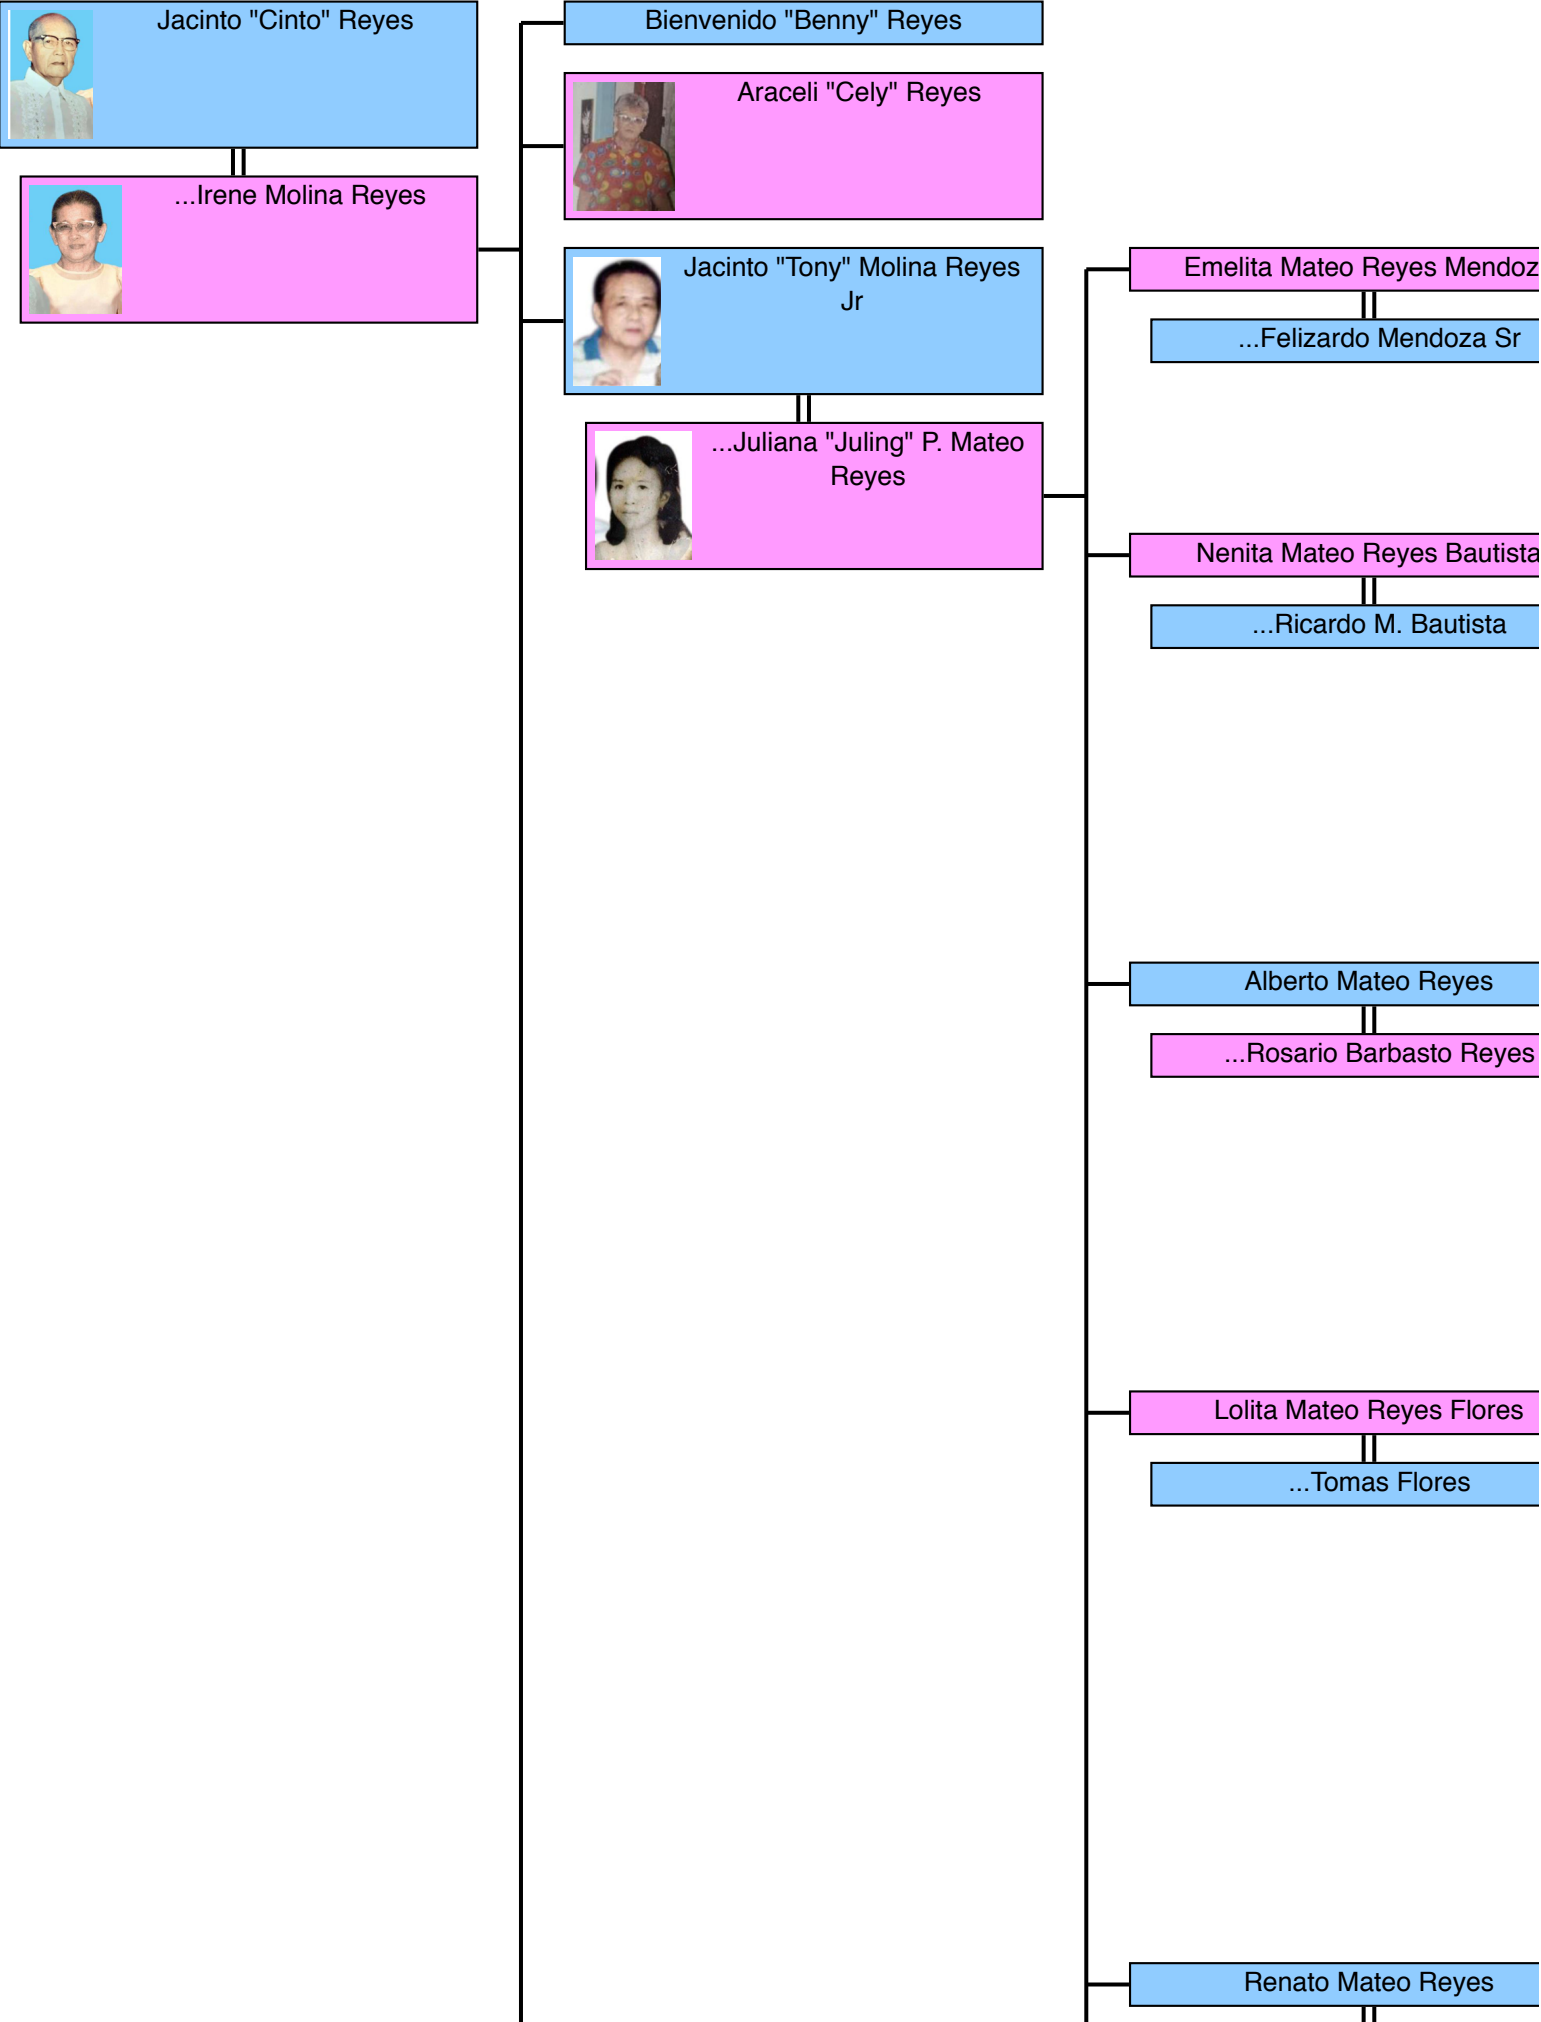 Jacinto "Cinto" Reyes
...Irene Molina Reyes
Bienvenido "Benny" Reyes
Araceli "Cely" Reyes
Jacinto "Tony" Molina Reyes
Jr
...Juliana "Juling" P. Mateo
Reyes
Emelita Mateo Reyes Mendoz
...Felizardo Mendoza Sr
Nenita Mateo Reyes Bautista
...Ricardo M. Bautista
Alberto Mateo Reyes
...Rosario Barbasto Reyes
Lolita Mateo Reyes Flores
...Tomas Flores
Renato Mateo Reyes